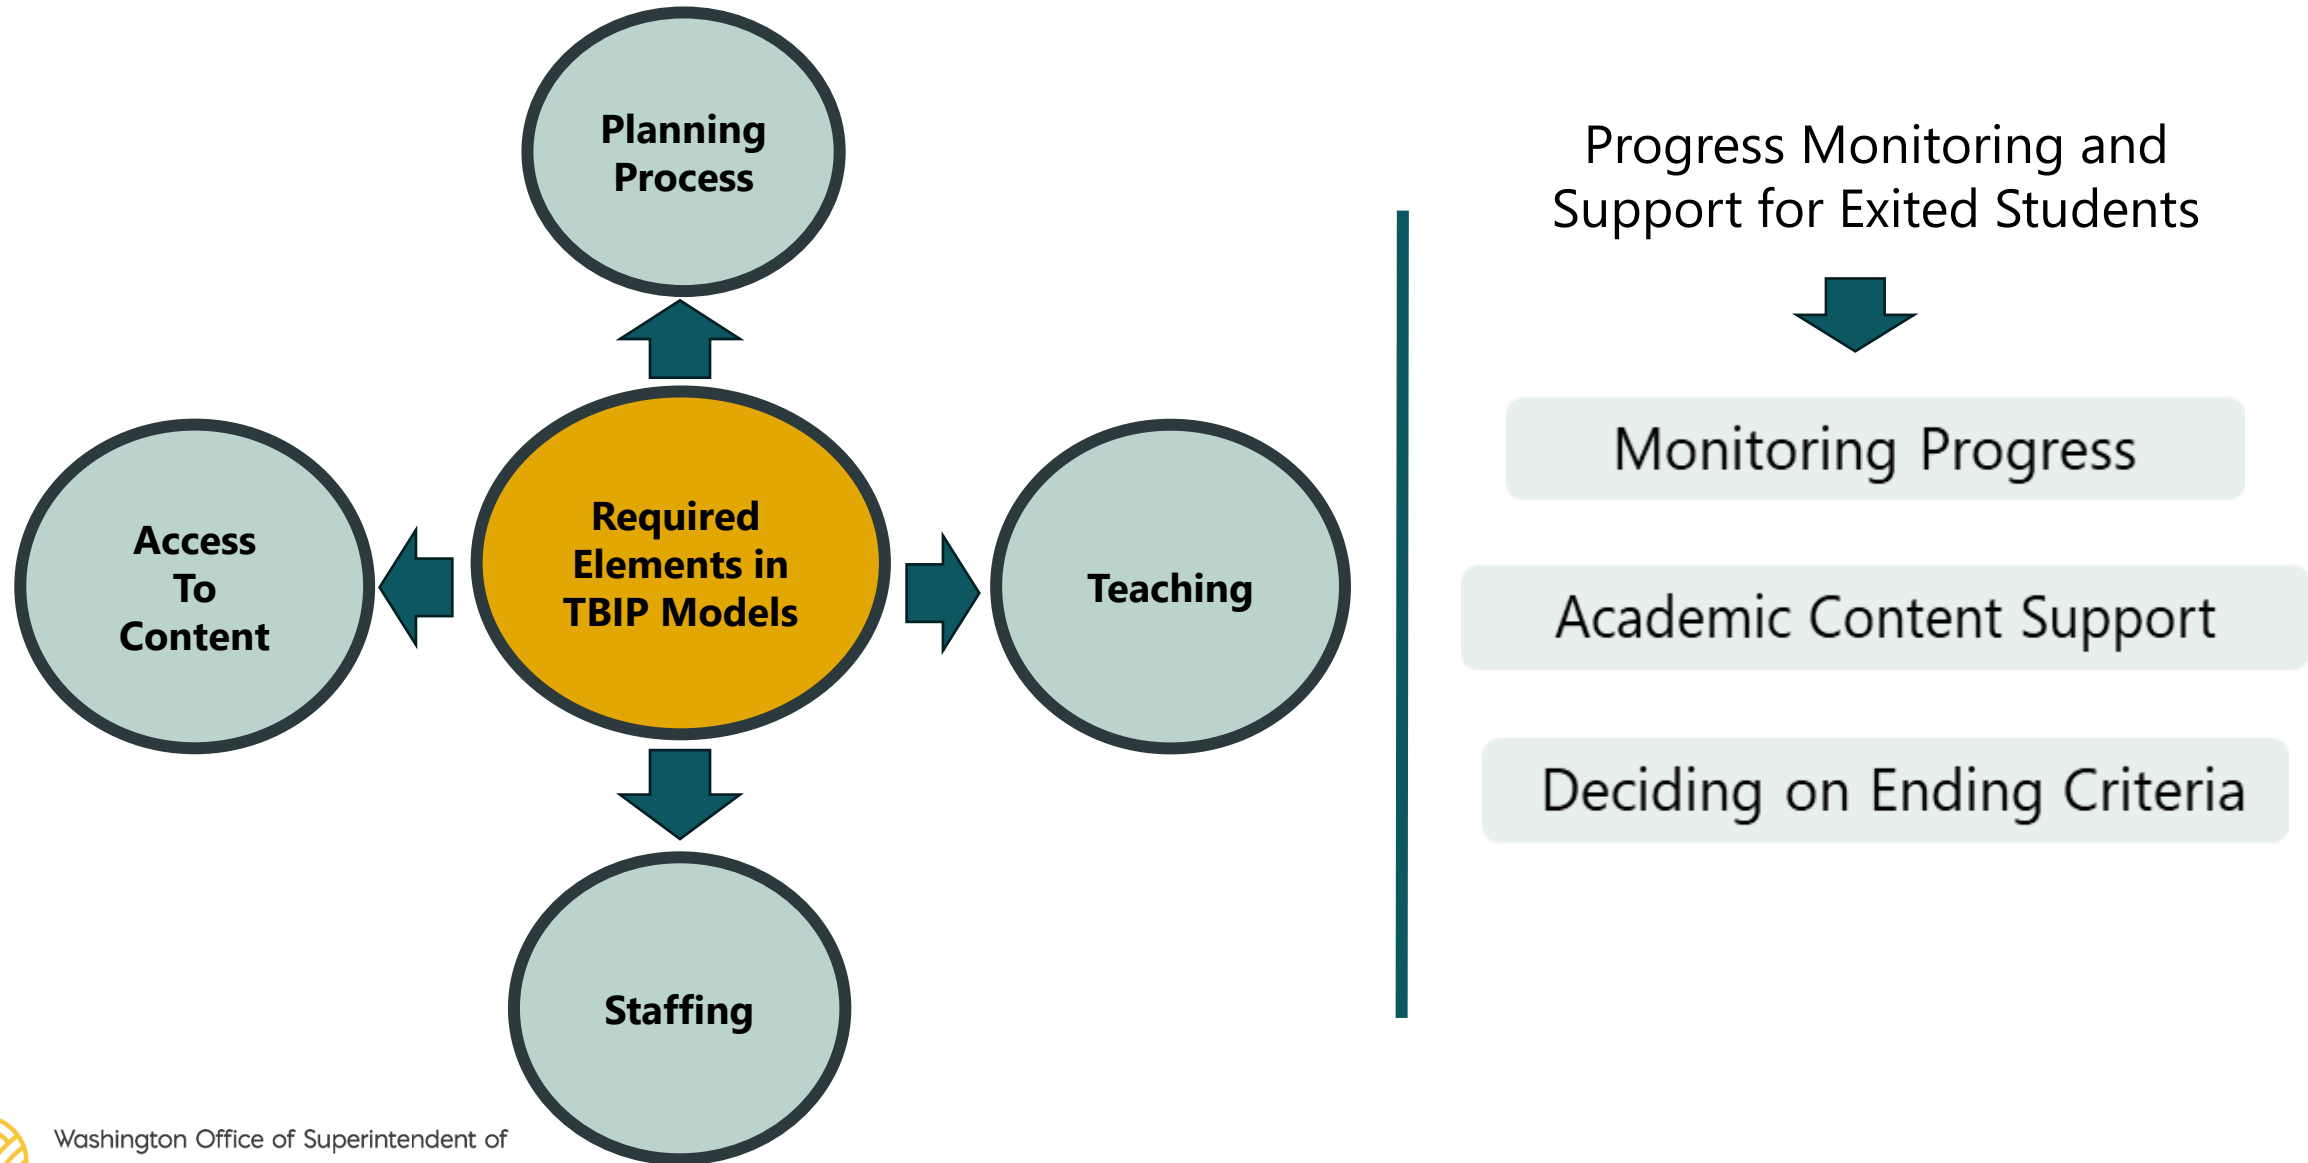 Planning
Process
Access
To
Content
Required
Elements in
TBIP Models
Teaching
Staffing
Progress Monitoring and
Support for Exited Students
Monitoring Progress
Academic Content Support
Deciding on Ending Criteria
Washington Office of Superintendent of